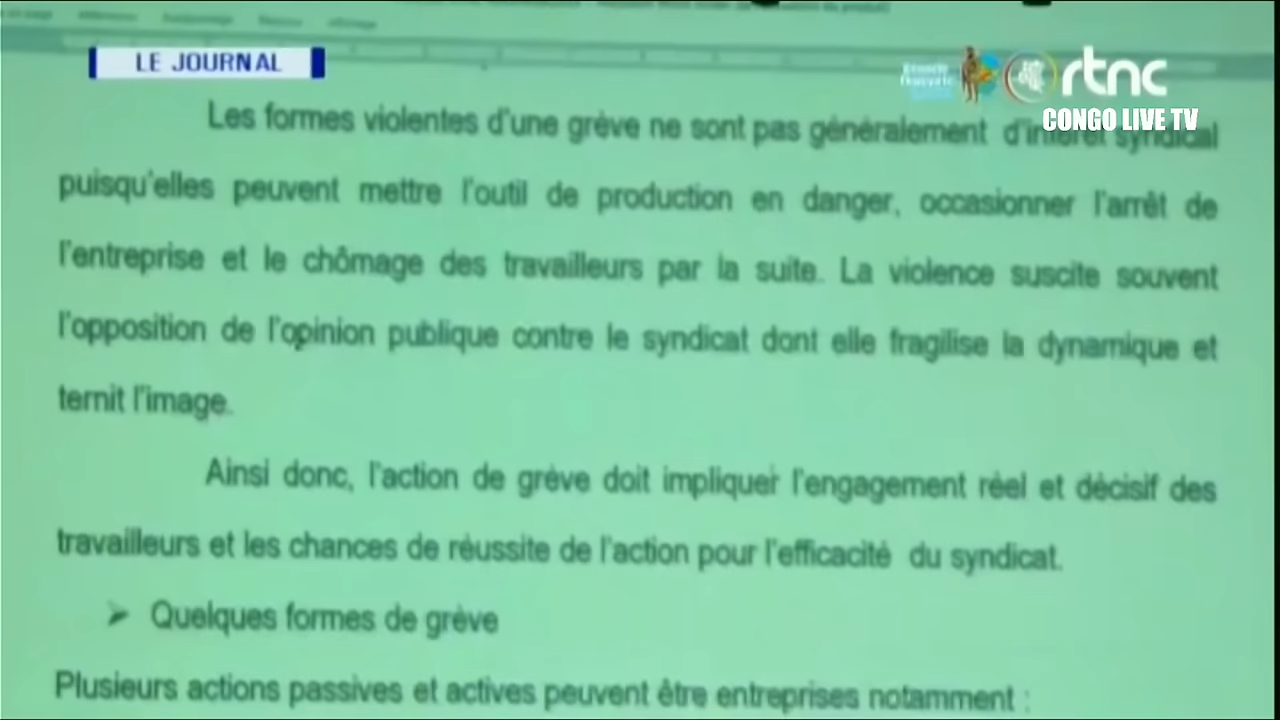 LE JOURNAL
rtnc
CONGO LIVE TV
Les formes violentes d'une grève ne sont pas généralement d'intérêt syndical
puisqu'elles peuvent mettre l'outil de production en danger, occasionner l'arrêt de
l'entreprise et le chômage des travailleurs par la suite. La violence suscite souvent
l'opposition de l'opinion publique contre le syndicat dont elle fragilise la dynamique et
ternit l'image.
Ainsi donc, l'action de grève doit impliquer l'engagement réel et décisif des
travailleurs et les chances de réussite de l'action pour l'efficacité du syndicat.
➢ Quelques formes de grève
Plusieurs actions passives et actives peuvent être entreprises notamment :